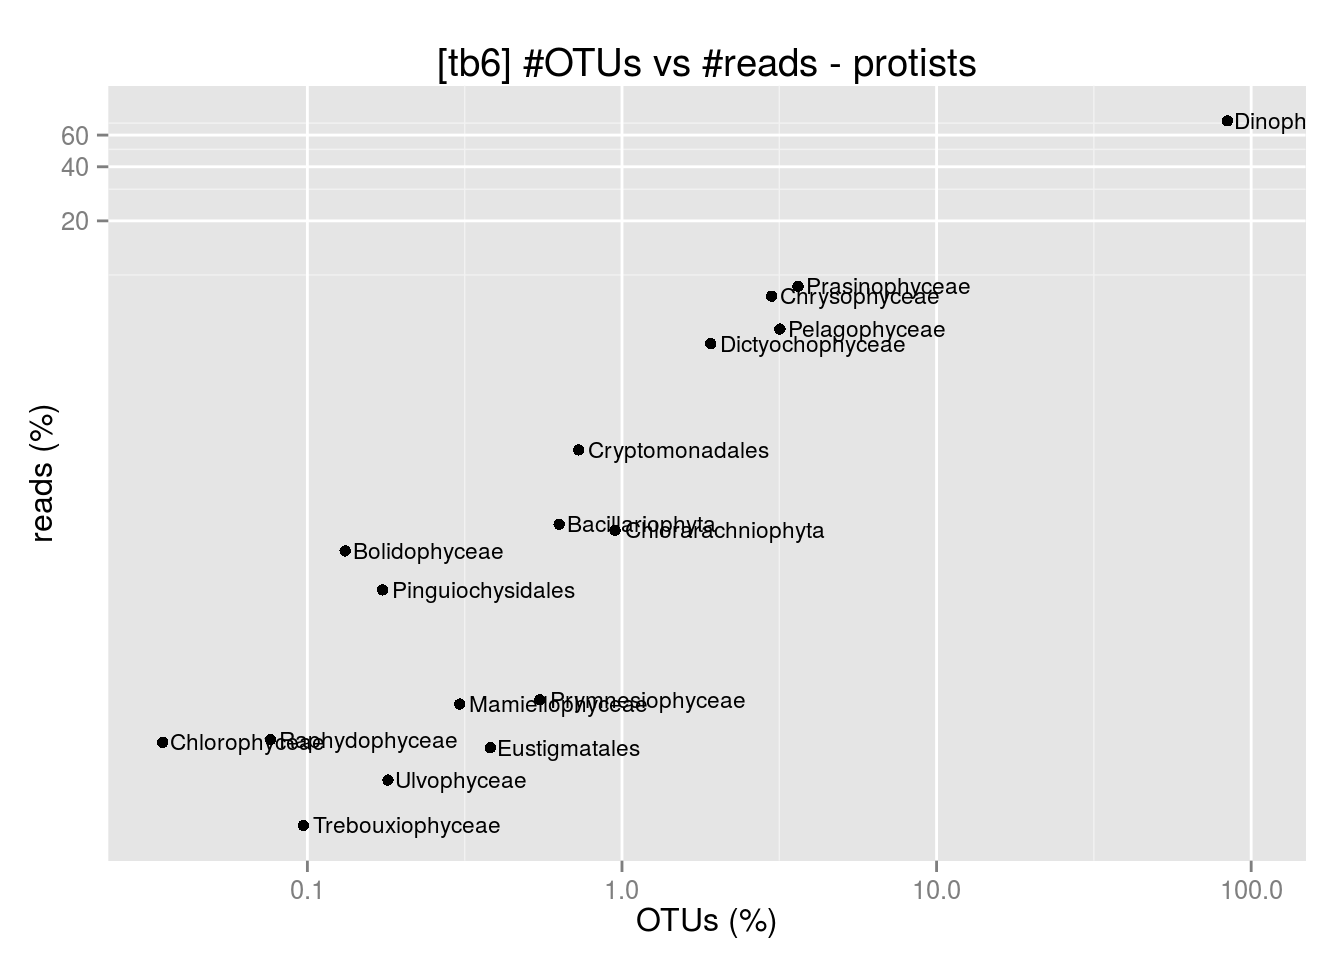 [tb6] #OTUs vs #reads - protists
60
40
20
reads (%)
Dinoph
Prasinophyceae
Chrysophyceae
Pelagophyceae
Dictyochophyceae
Cryptomonadales
Bacillariophyta
Chlorarachniophyta
Bolidophyceae
Pinguiochysidales
Prymnesiophyceae
Mamiellophyceae
Raphydophyceae
Chlorophyceae
Eustigmatales
Ulvophyceae
Trebouxiophyceae
0.1 1.0 10.0 100.0
OTUs (%)